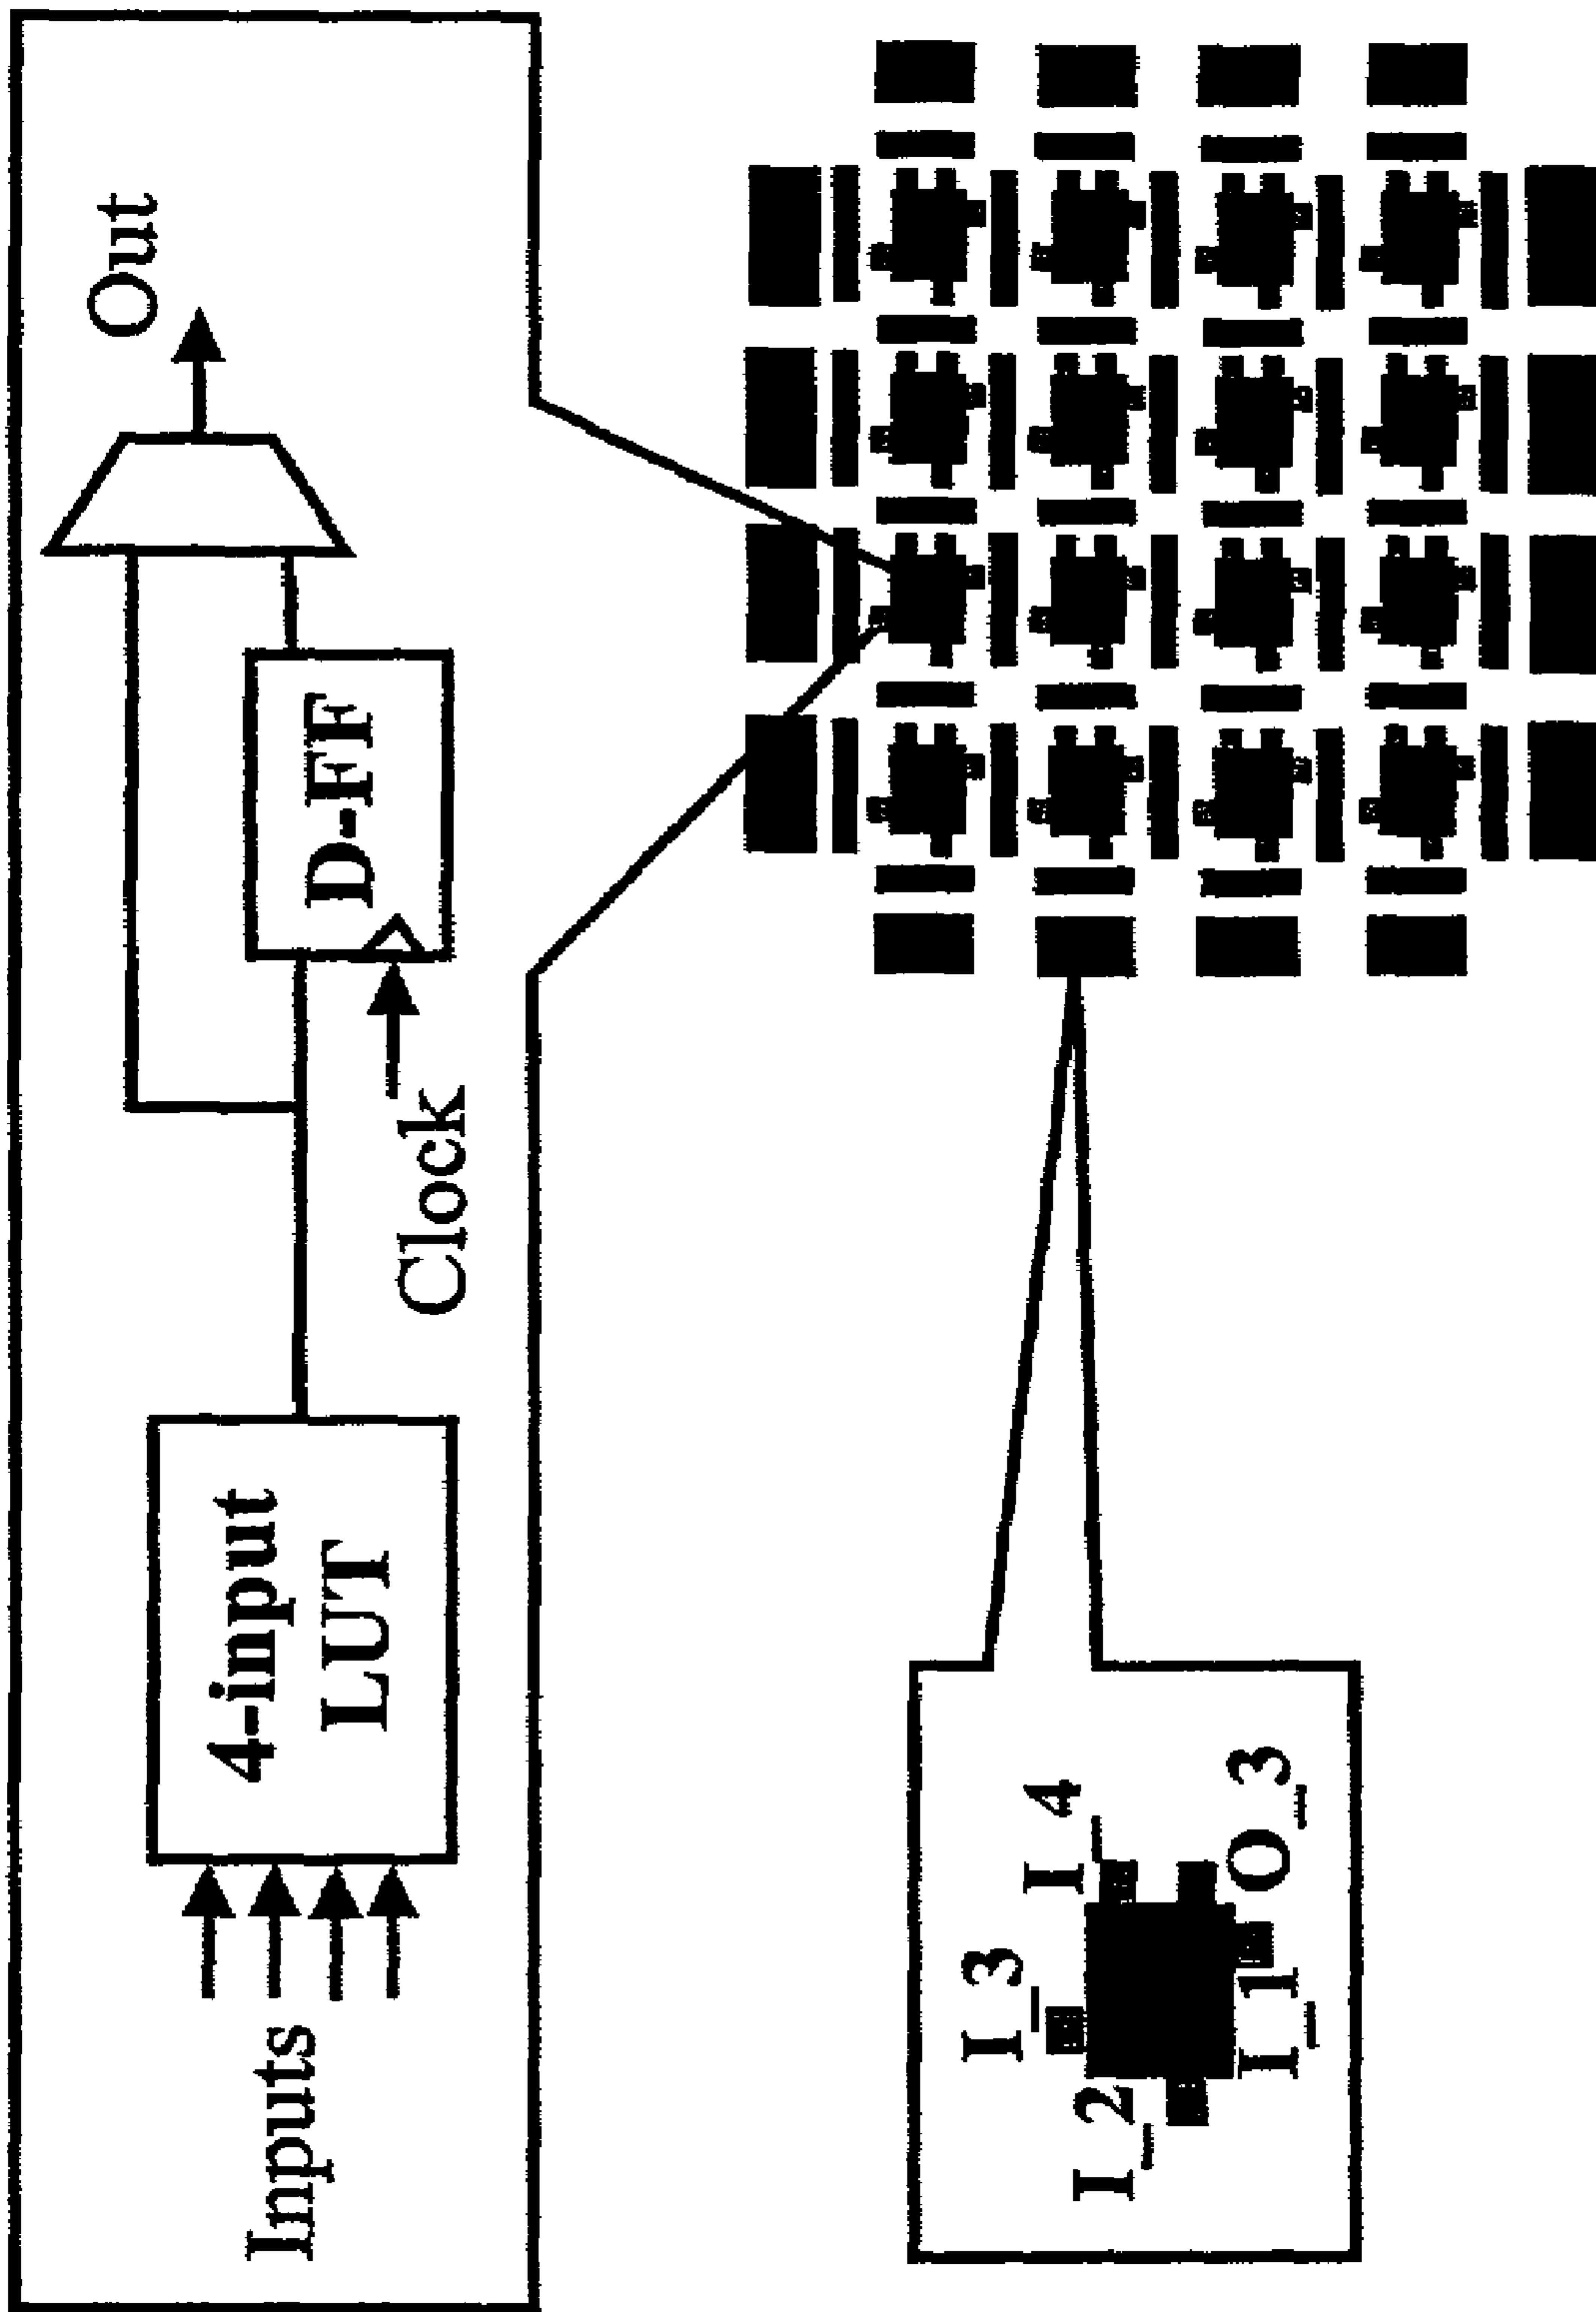 Inputs
4-input
LUT
Clock
D-FF
Out
I_2
I_3
I_4
I_1
O_3